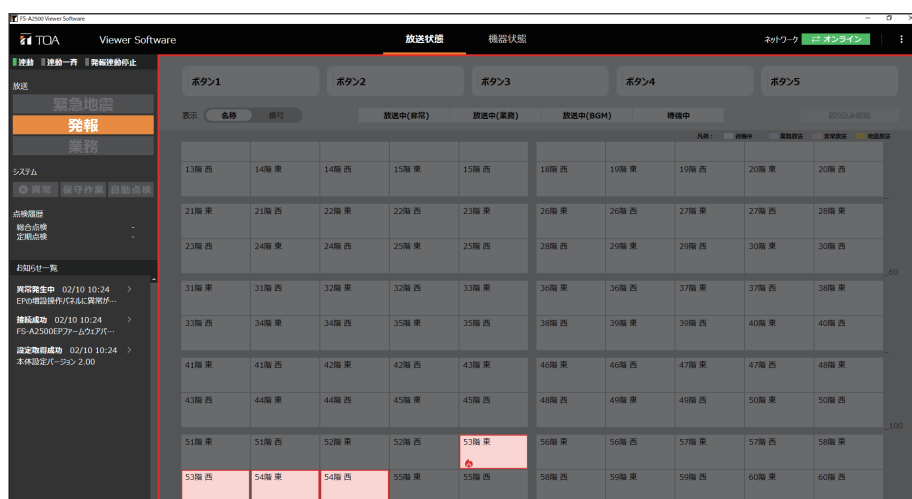 FS-A2500 Viewer Software
TOA Viewer Software 放送状態 機器状態 ネットワーク オンライン
連動 連動一斉 発報連動停止
放送
緊急地震
発報
業務
システム
異常 保守作業 自動点検
点検履歴
総合点検 -
定期点検 -
お知らせ一覧
異常発生中 02/10 10:24
EPの増設操作パネルに異常が…
接続成功 02/10 10:24
FS-A2500EPファームウェアバ…
設定取得成功 02/10 10:24
本体設定バージョン 2.00
ボタン1 ボタン2 ボタン3 ボタン4 ボタン5
表示 名称 番号 放送中(非常) 放送中(業務) 放送中(BGM) 待機中 絞り込み解除
凡例: 待機中 業務放送 非常放送 地震放送
13階 西 14階 東 14階 西 15階 東 15階 西 18階 西 19階 東 19階 西 20階 東 20階 西
21階 東 21階 西 22階 東 22階 西 23階 東 26階 東 26階 西 27階 東 27階 西 28階 東
23階 西 24階 東 24階 西 25階 東 25階 西 28階 西 29階 東 29階 西 30階 東 30階 西
_60
31階 東 31階 西 32階 東 32階 西 33階 東 36階 東 36階 西 37階 東 37階 西 38階 東
33階 西 34階 東 34階 西 35階 東 35階 西 38階 西 39階 東 39階 西 40階 東 40階 西
41階 東 41階 西 42階 東 42階 西 43階 東 46階 東 46階 西 47階 東 47階 西 48階 東
43階 西 44階 東 44階 西 45階 東 45階 西 48階 西 49階 東 49階 西 50階 東 50階 西
_100
51階 東 51階 西 52階 東 52階 西 53階 東 56階 東 56階 西 57階 東 57階 西 58階 東
53階 西 54階 東 54階 西 55階 東 55階 西 58階 西 59階 東 59階 西 60階 東 60階 西